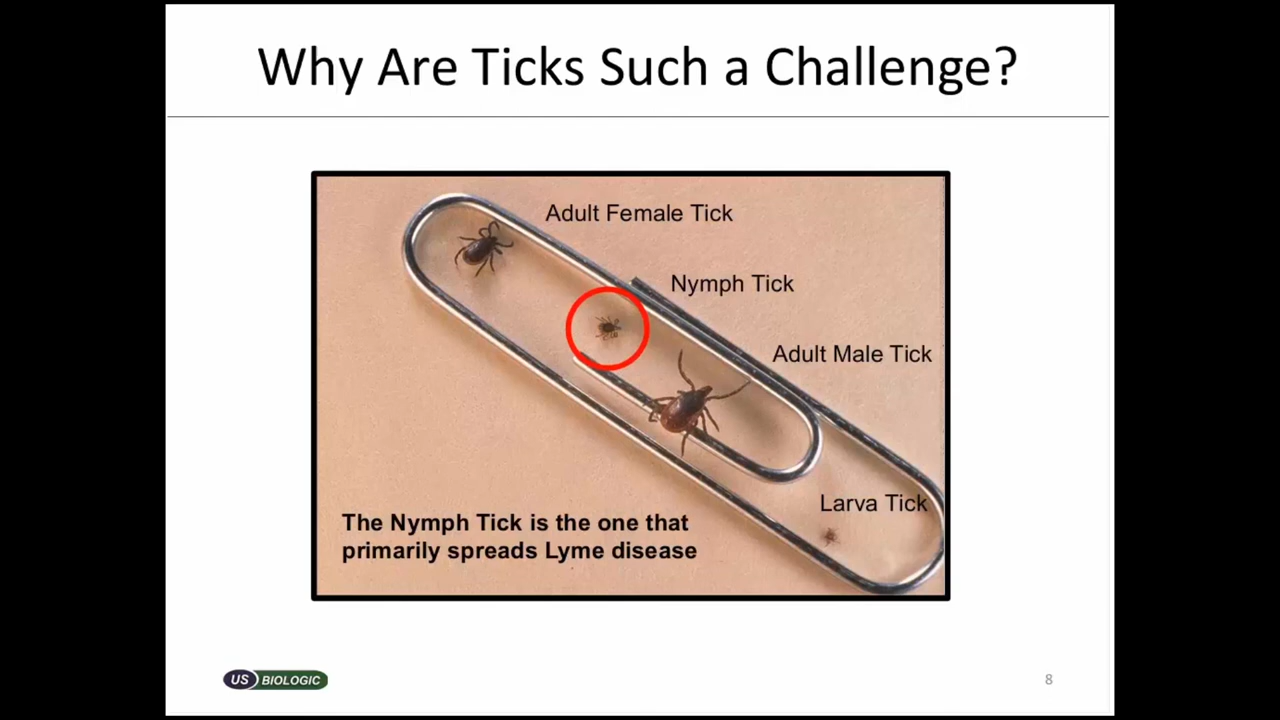 Why Are Ticks Such a Challenge?
Adult Female Tick
Nymph Tick
Adult Male Tick
Larva Tick
The Nymph Tick is the one that
primarily spreads Lyme disease
US BIOLOGIC
8